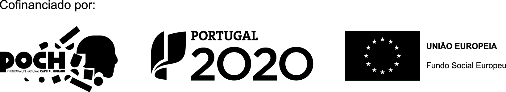 Cofinanciado por:
POCH
PORTUGAL
2020
UNIÃO EUROPEIA
Fundo Social Europeu